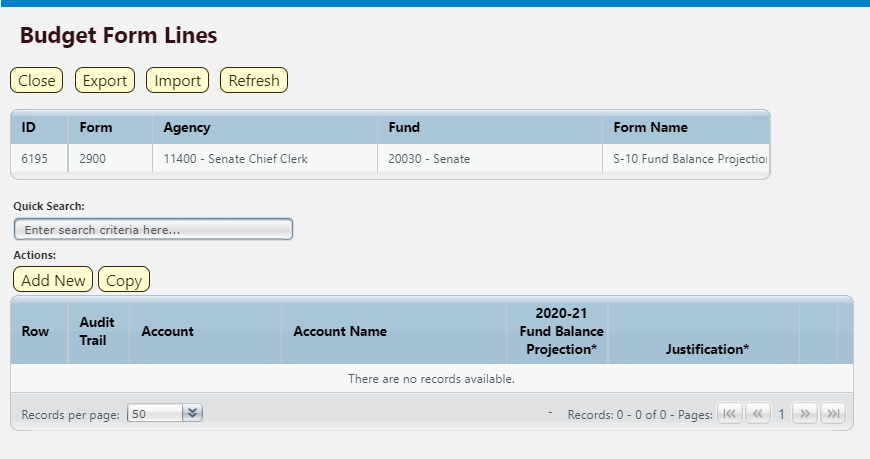 Budget Form Lines
Close Export Import Refresh
ID Form Agency Fund Form Name
6195 2900 11400 - Senate Chief Clerk 20030 - Senate S-10 Fund Balance Projection
Quick Search:
Enter search criteria here...
Actions:
Add New Copy
Row Audit Trail Account Account Name 2020-21 Fund Balance Projection* Justification*
There are no records available.
Records per page: 50 - Records: 0 - 0 of 0 - Pages: 1